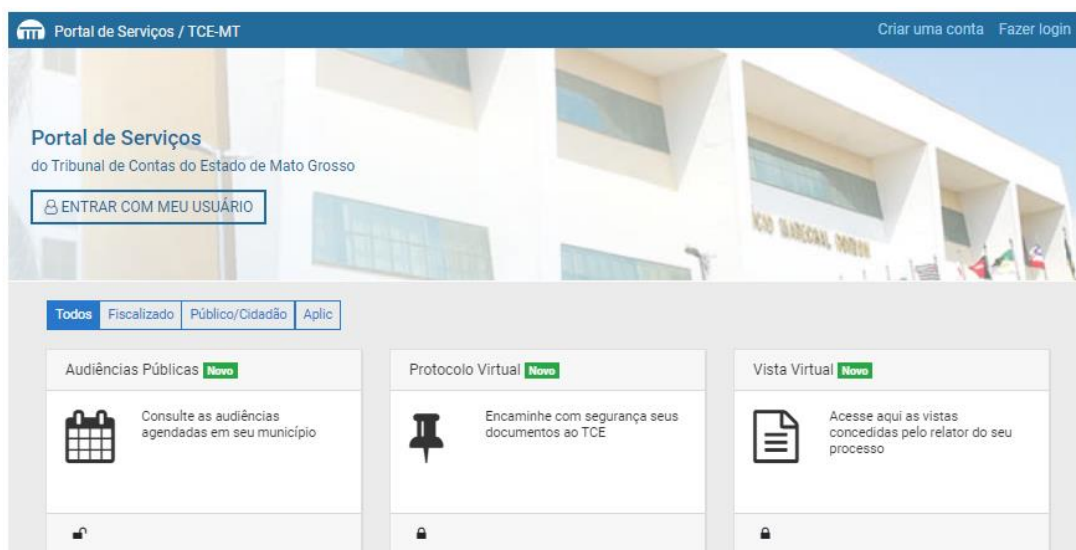 Portal de Serviços / TCE-MT
Criar uma conta Fazer login
Portal de Serviços
do Tribunal de Contas do Estado de Mato Grosso
ENTRAR COM MEU USUÁRIO
MARECHAL RONDON
Todos Fiscalizado Público/Cidadão Aplic
Audiências Públicas Novo
Consulte as audiências
agendadas em seu município
Protocolo Virtual Novo
Encaminhe com segurança seus
documentos ao TCE
Vista Virtual Novo
Acesse aqui as vistas
concedidas pelo relator do seu
processo